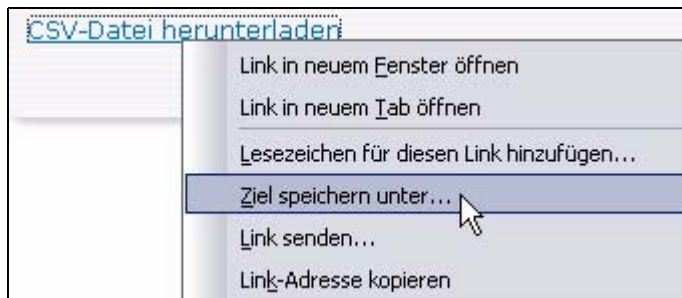 CSV-Datei herunterladen
Link in neuem Fenster öffnen
Link in neuem Tab öffnen
Lesezeichen für diesen Link hinzufügen...
Ziel speichern unter...
Link senden...
Link-Adresse kopieren